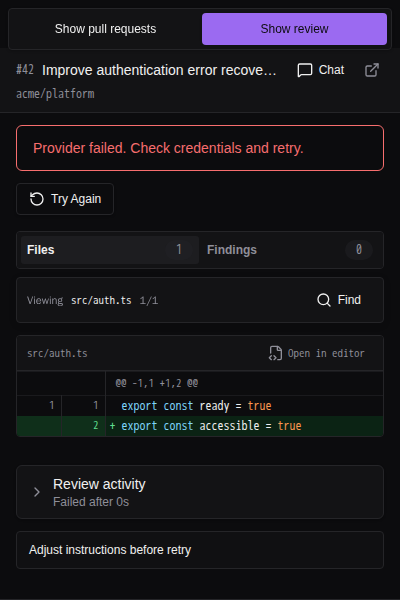 Show pull requests
Show review
#42 Improve authentication error recove… Chat
acme/platform
Provider failed. Check credentials and retry.
Try Again
Files 1 Findings 0
Viewing src/auth.ts 1/1 Find
src/auth.ts Open in editor
@@ -1,1 +1,2 @@
1 1 export const ready = true
2 + export const accessible = true
Review activity
Failed after 0s
Adjust instructions before retry